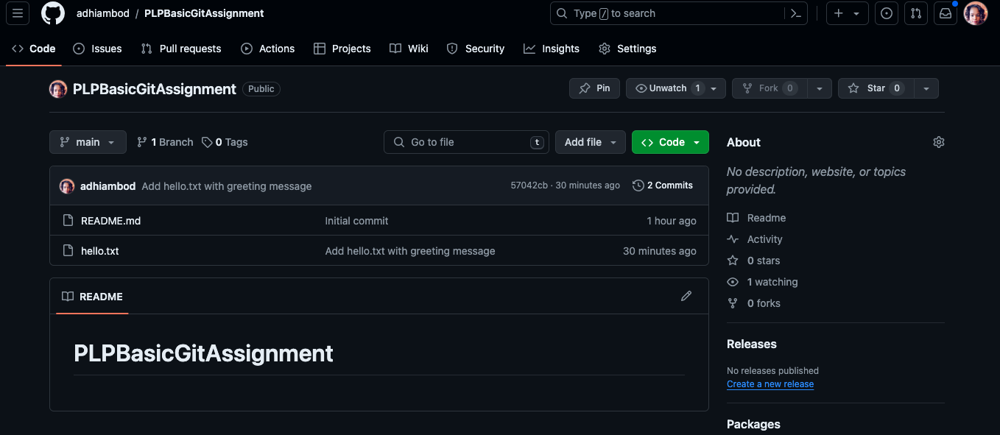 adhiambod / PLPBasicGitAssignment Type / to search
Code Issues Pull requests Actions Projects Wiki Security Insights Settings
PLPBasicGitAssignment Public Pin Unwatch 1 Fork 0 Star 0
main 1 Branch 0 Tags Go to file t Add file Code
adhiambod Add hello.txt with greeting message 57042cb · 30 minutes ago 2 Commits
README.md Initial commit 1 hour ago
hello.txt Add hello.txt with greeting message 30 minutes ago
README
PLPBasicGitAssignment
About
No description, website, or topics
provided.
Readme
Activity
0 stars
1 watching
0 forks
Releases
No releases published
Create a new release
Packages